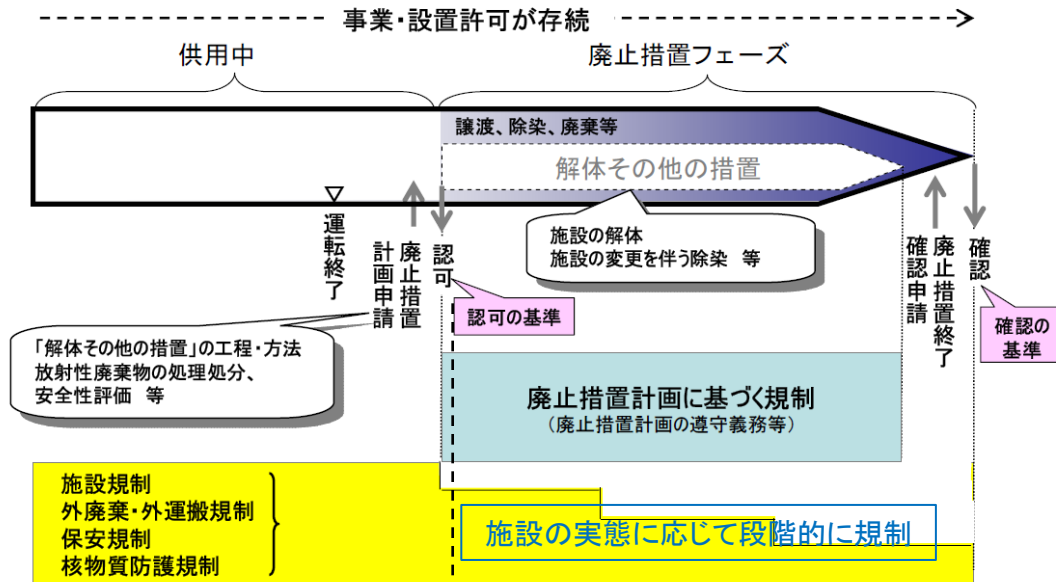 事業・設置許可が存続
供用中
廃止措置フェーズ
譲渡、除染、廃棄等
解体その他の措置
▽
運転終了
廃止措置
計画申請
認可
施設の解体
施設の変更を伴う除染 等
廃止措置終了
確認申請
確認
認可の基準
確認の
基準
「解体その他の措置」の工程・方法
放射性廃棄物の処理処分、
安全性評価 等
廃止措置計画に基づく規制
（廃止措置計画の遵守義務等）
施設規制
外廃棄・外運搬規制
保安規制
核物質防護規制
施設の実態に応じて段階的に規制